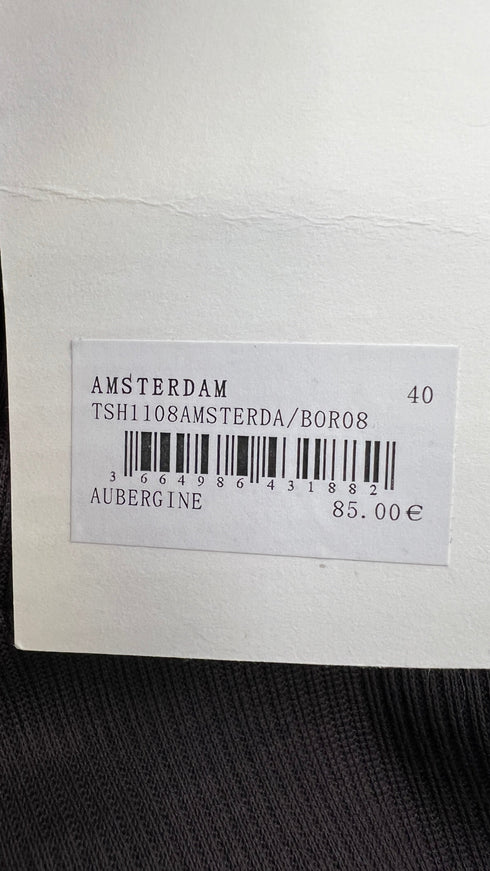 AMSTERDAM 40
TSH1108AMSTERDA/BOR08
3 664986 431882
AUBERGINE 85.00€